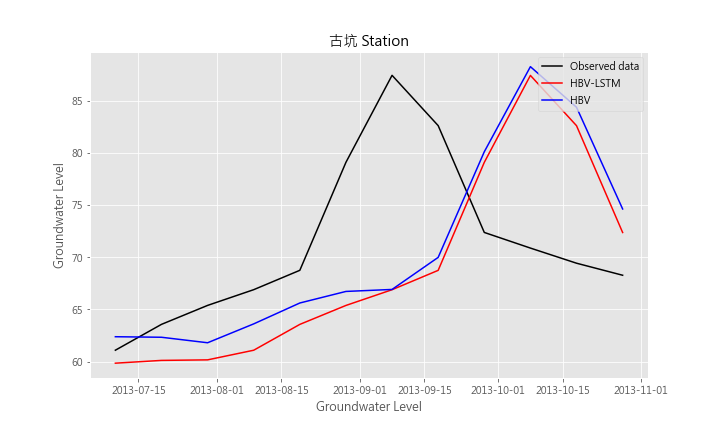 古坑 Station
Observed data
HBV-LSTM
HBV
Groundwater Level
85
80
75
70
65
60
2013-07-15 2013-08-01 2013-08-15 2013-09-01 2013-09-15 2013-10-01 2013-10-15 2013-11-01
Groundwater Level